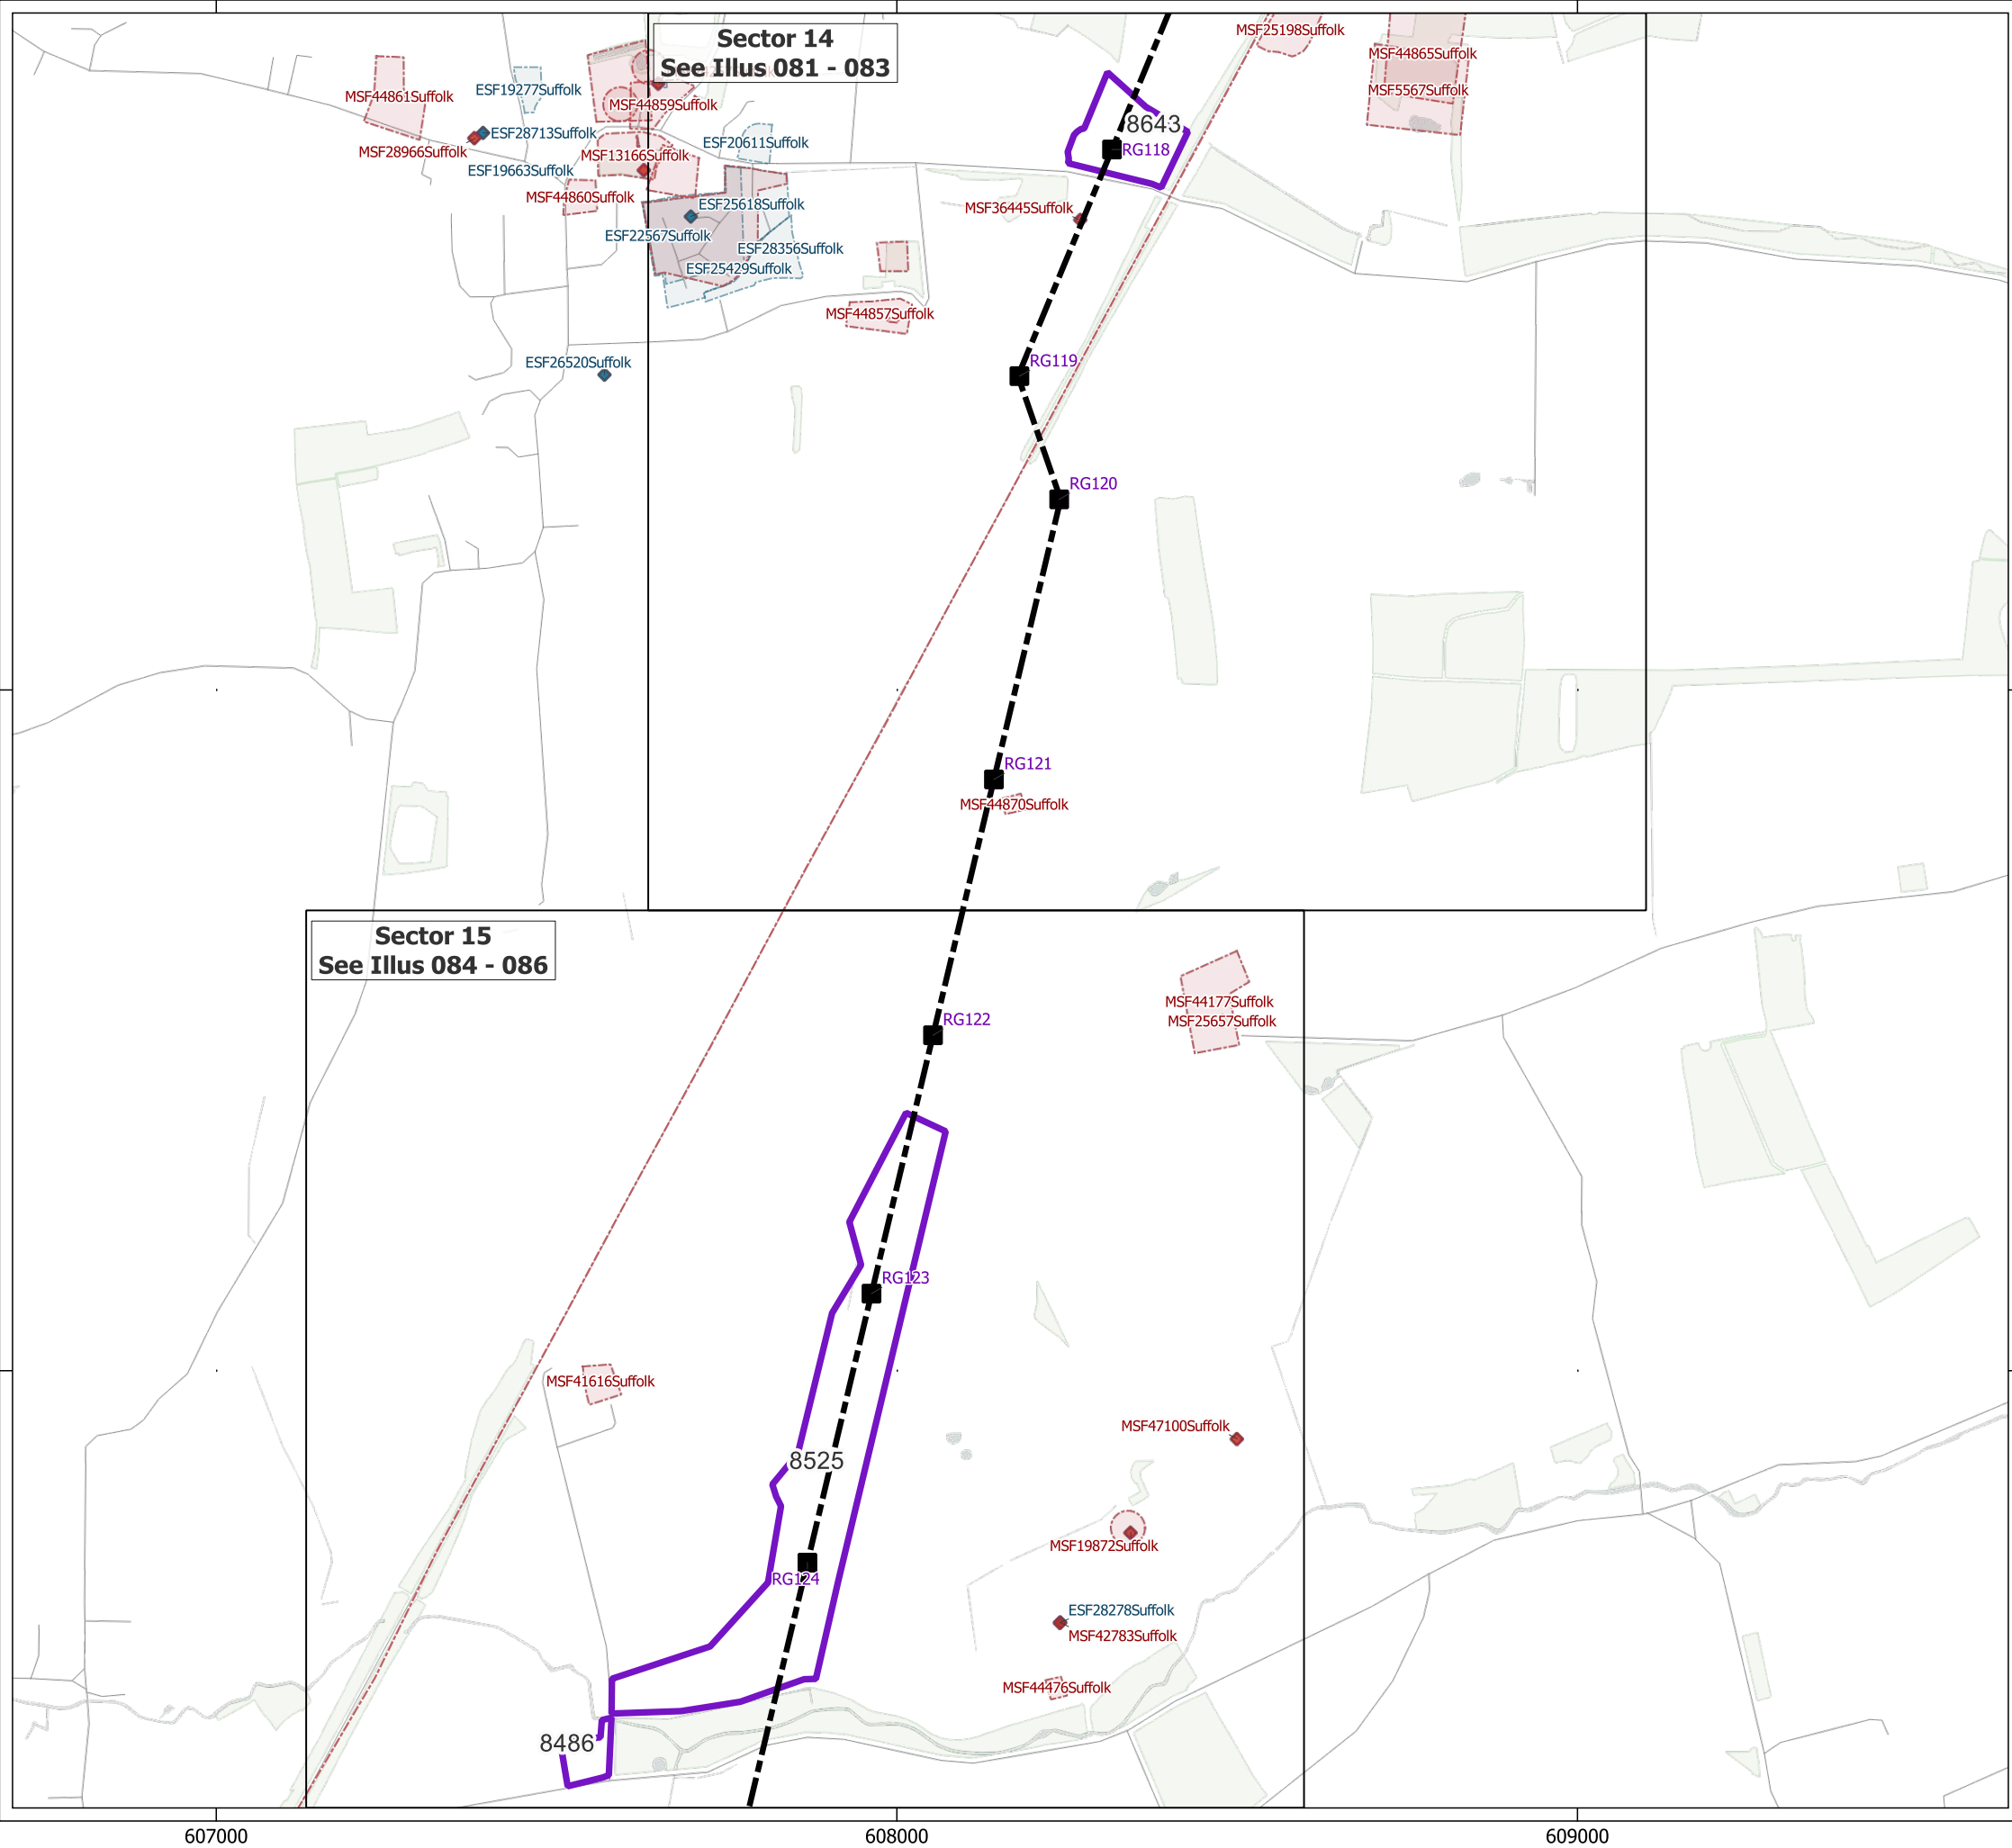 Sector 14
See Illus 081 - 083
MSF25198Suffolk
MSF44865Suffolk
MSF5567Suffolk
MSF44861Suffolk
ESF19277Suffolk
MSF44859Suffolk
8643
ESF28713Suffolk
MSF28966Suffolk
ESF20611Suffolk
RG118
MSF13166Suffolk
ESF19663Suffolk
MSF44860Suffolk
ESF25618Suffolk
MSF36445Suffolk
ESF22567Suffolk
ESF28356Suffolk
ESF25429Suffolk
MSF44857Suffolk
ESF26520Suffolk
RG119
RG120
RG121
MSF44870Suffolk
Sector 15
See Illus 084 - 086
MSF44177Suffolk
MSF25657Suffolk
RG122
RG123
MSF41616Suffolk
MSF47100Suffolk
8525
MSF19872Suffolk
RG124
ESF28278Suffolk
MSF42783Suffolk
MSF44476Suffolk
8486
607000
608000
609000